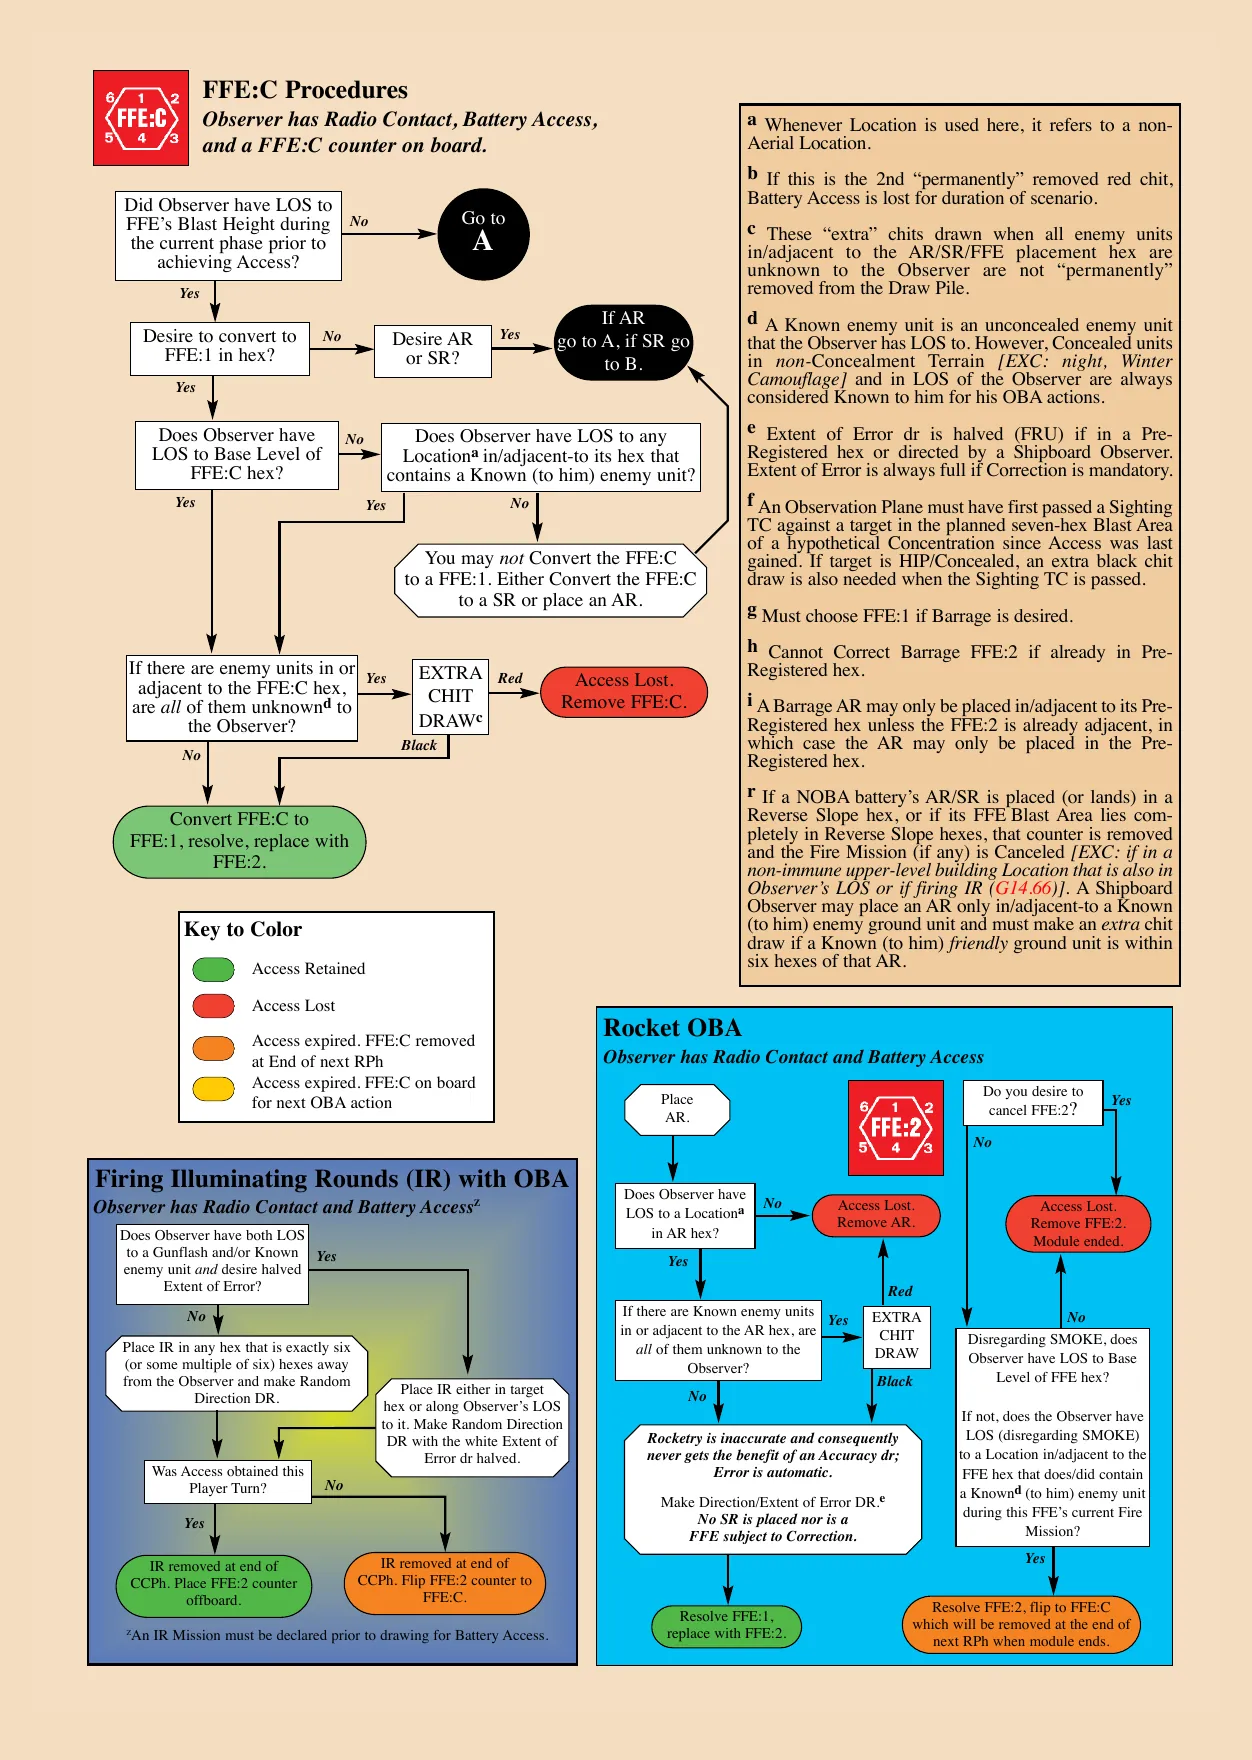 6 1 2
FFE:C
5 4 3
FFE:C Procedures
Observer has Radio Contact, Battery Access,
and a FFE:C counter on board.
Did Observer have LOS to
FFE's Blast Height during
the current phase prior to
achieving Access?
No
Go to
A
Yes
Desire to convert to
FFE:1 in hex?
No
Desire AR
or SR?
Yes
If AR
go to A, if SR go
to B.
Yes
Does Observer have
LOS to Base Level of
FFE:C hex?
No
Does Observer have LOS to any
Locationa in/adjacent-to its hex that
contains a Known (to him) enemy unit?
Yes
Yes
No
You may not Convert the FFE:C
to a FFE:1. Either Convert the FFE:C
to a SR or place an AR.
If there are enemy units in or
adjacent to the FFE:C hex,
are all of them unknownd to
the Observer?
Yes
EXTRA
CHIT
DRAWc
Red
Access Lost.
Remove FFE:C.
Black
No
Convert FFE:C to
FFE:1, resolve, replace with
FFE:2.
a Whenever Location is used here, it refers to a non-
Aerial Location.
b If this is the 2nd “permanently” removed red chit,
Battery Access is lost for duration of scenario.
c These “extra” chits drawn when all enemy units
in/adjacent to the AR/SR/FFE placement hex are
unknown to the Observer are not “permanently”
removed from the Draw Pile.
d A Known enemy unit is an unconcealed enemy unit
that the Observer has LOS to. However, Concealed units
in non-Concealment Terrain [EXC: night, Winter
Camouflage] and in LOS of the Observer are always
considered Known to him for his OBA actions.
e Extent of Error dr is halved (FRU) if in a Pre-
Registered hex or directed by a Shipboard Observer.
Extent of Error is always full if Correction is mandatory.
f An Observation Plane must have first passed a Sighting
TC against a target in the planned seven-hex Blast Area
of a hypothetical Concentration since Access was last
gained. If target is HIP/Concealed, an extra black chit
draw is also needed when the Sighting TC is passed.
g Must choose FFE:1 if Barrage is desired.
h Cannot Correct Barrage FFE:2 if already in Pre-
Registered hex.
i A Barrage AR may only be placed in/adjacent to its Pre-
Registered hex unless the FFE:2 is already adjacent, in
which case the AR may only be placed in the Pre-
Registered hex.
r If a NOBA battery's AR/SR is placed (or lands) in a
Reverse Slope hex, or if its FFE Blast Area lies com-
pletely in Reverse Slope hexes, that counter is removed
and the Fire Mission (if any) is Canceled [EXC: if in a
non-immune upper-level building Location that is also in
Observer's LOS or if firing IR (G14.66)]. A Shipboard
Observer may place an AR only in/adjacent-to a Known
(to him) enemy ground unit and must make an extra chit
draw if a Known (to him) friendly ground unit is within
six hexes of that AR.
Key to Color
Access Retained
Access Lost
Access expired. FFE:C removed
at End of next RPh
Access expired. FFE:C on board
for next OBA action
Firing Illuminating Rounds (IR) with OBA
Observer has Radio Contact and Battery Accessz
Does Observer have both LOS
to a Gunflash and/or Known
enemy unit and desire halved
Extent of Error?
Yes
No
Place IR in any hex that is exactly six
(or some multiple of six) hexes away
from the Observer and make Random
Direction DR.
Place IR either in target
hex or along Observer's LOS
to it. Make Random Direction
DR with the white Extent of
Error dr halved.
Was Access obtained this
Player Turn?
No
Yes
IR removed at end of
CCPh. Place FFE:2 counter
offboard.
IR removed at end of
CCPh. Flip FFE:2 counter to
FFE:C.
zAn IR Mission must be declared prior to drawing for Battery Access.
Rocket OBA
Observer has Radio Contact and Battery Access
Place
AR.
6 1 2
FFE:2
5 4 3
Do you desire to
cancel FFE:2?
Yes
No
Does Observer have
LOS to a Locationa
in AR hex?
No
Access Lost.
Remove AR.
Access Lost.
Remove FFE:2.
Module ended.
Yes
Red
If there are Known enemy units
in or adjacent to the AR hex, are
all of them unknown to the
Observer?
Yes
EXTRA
CHIT
DRAW
No
Disregarding SMOKE, does
Observer have LOS to Base
Level of FFE hex?
If not, does the Observer have
LOS (disregarding SMOKE)
to a Location in/adjacent to the
FFE hex that does/did contain
a Knownd (to him) enemy unit
during this FFE's current Fire
Mission?
No
Black
Rocketry is inaccurate and consequently
never gets the benefit of an Accuracy dr;
Error is automatic.
Make Direction/Extent of Error DR.e
No SR is placed nor is a
FFE subject to Correction.
Yes
Resolve FFE:1,
replace with FFE:2.
Resolve FFE:2, flip to FFE:C
which will be removed at the end of
next RPh when module ends.